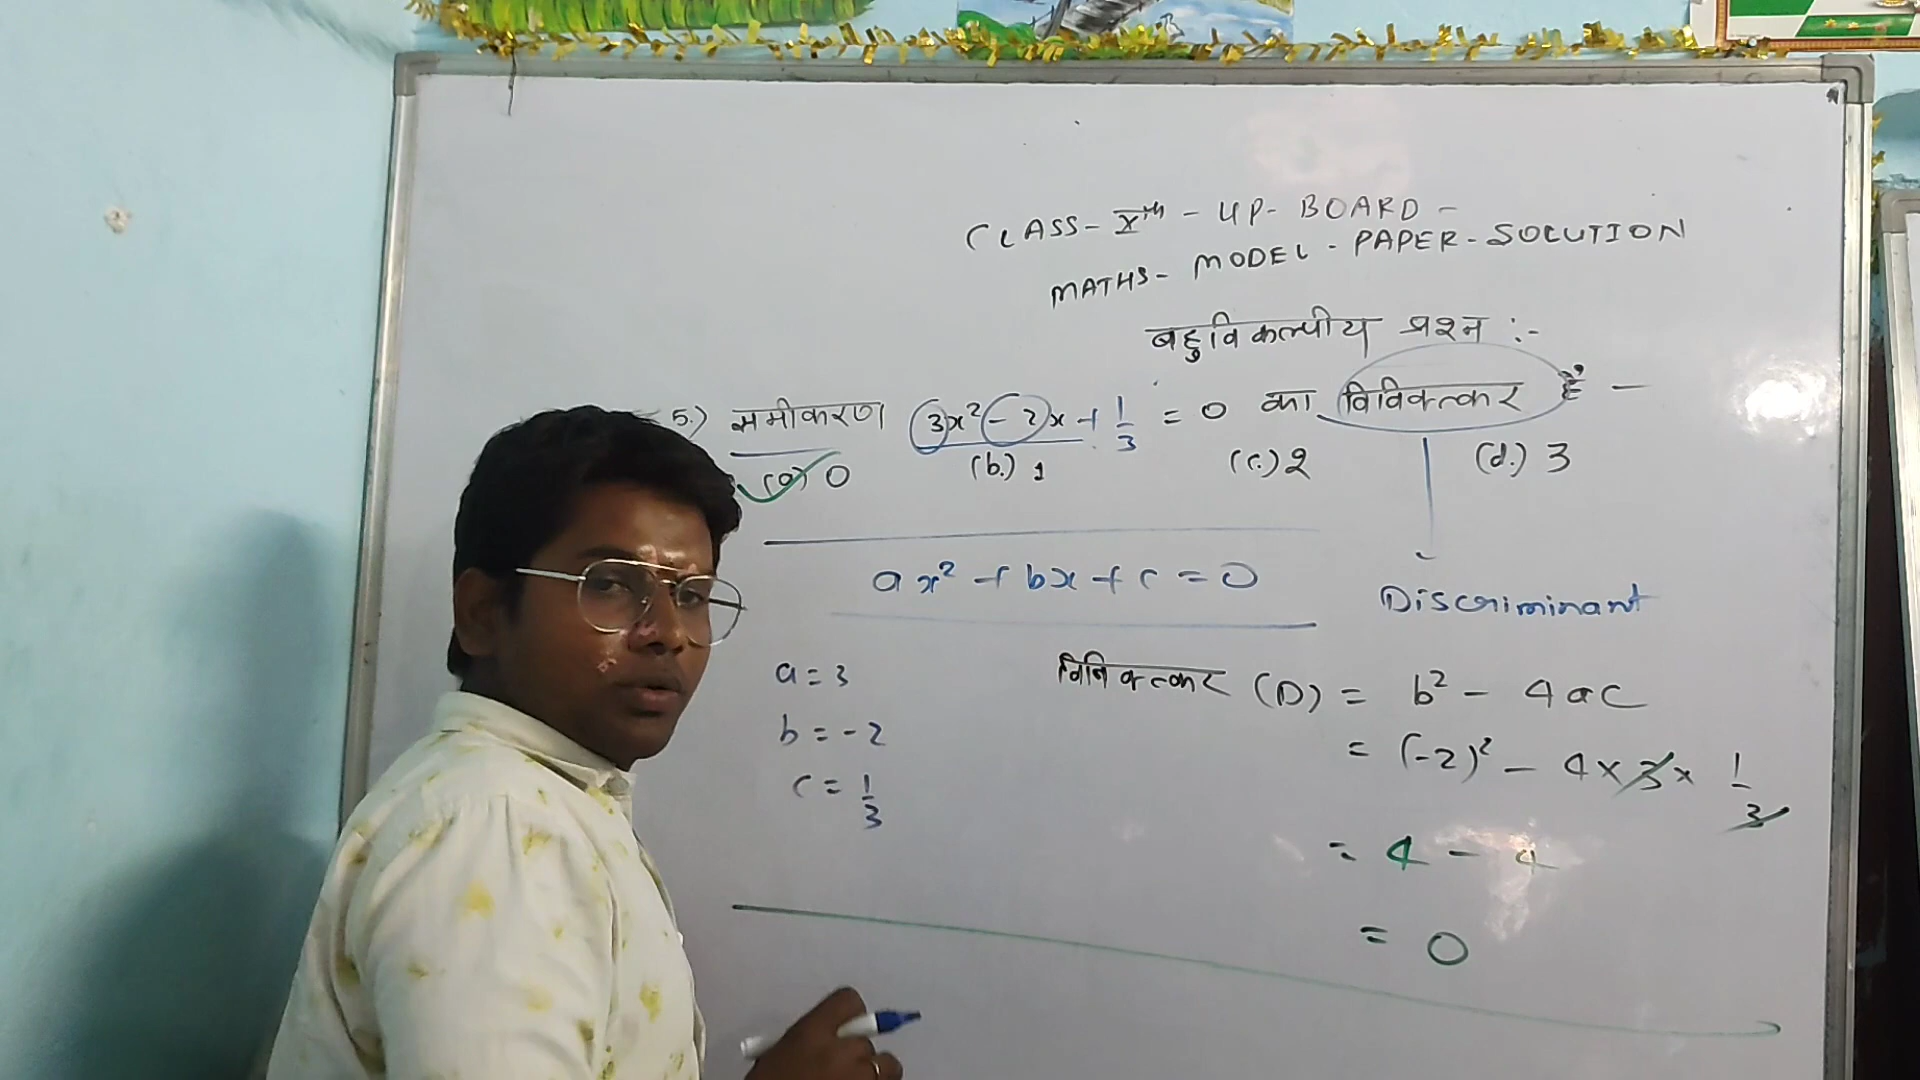 CLASS-Xth - UP- BOARD -
MATHS- MODEL - PAPER - SOLUTION
बहुविकल्पीय प्रश्न :-
5.) समीकरण 3x² - 2x + 1/3 = 0 का विविक्तकर है -
(a) 0 (b.) 1 (c.) 2 (d.) 3
ax² + bx + c = 0
Discriminant
a = 3
b = -2
c = 1/3
विविक्तकर (D) = b² - 4ac
= (-2)² - 4 × 3 × 1/3
= 4 - 4
= 0